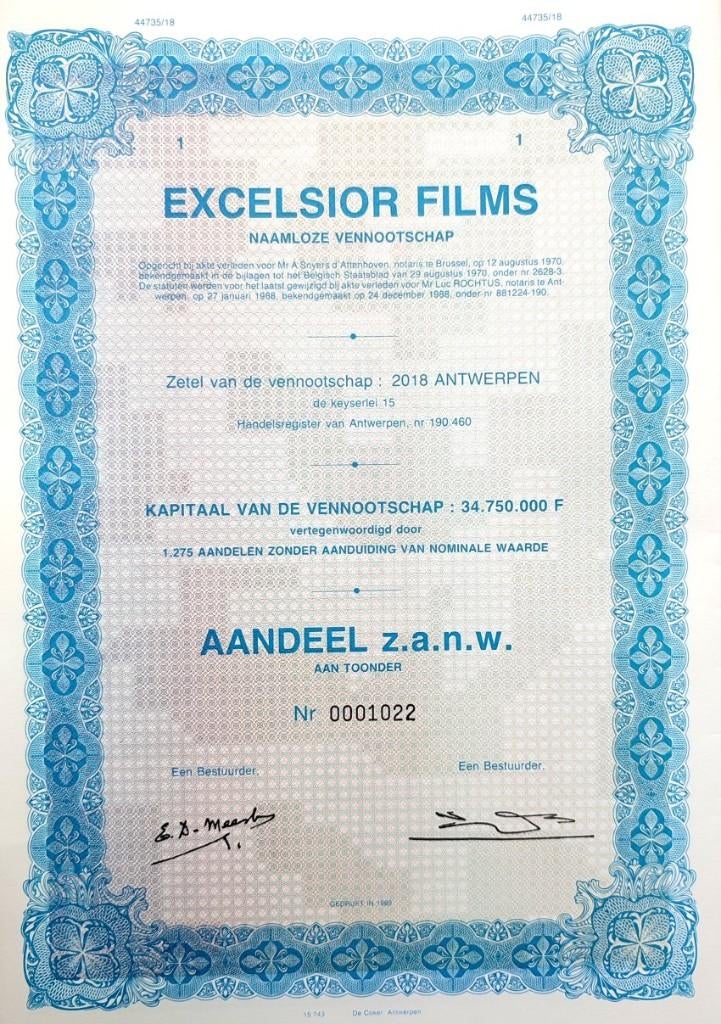 44735/18 44735/18
1 1
EXCELSIOR FILMS
NAAMLOZE VENNOOTSCHAP
Opgericht bij akte verleden voor Mr A Snyers d'Attenhoven, notaris te Brussel, op 12 augustus 1970,
bekendgemaakt in de bijlagen tot het Belgisch Staatsblad van 29 augustus 1970, onder nr 2628-3.
De statuten werden voor het laatst gewijzigd bij akte verleden voor Mr Luc ROCHTUS, notaris te Ant-
werpen, op 27 januari 1988, bekendgemaakt op 24 december 1988, onder nr 881224-190.
Zetel van de vennootschap : 2018 ANTWERPEN
de keyserlei 15
Handelsregister van Antwerpen, nr 190.460
KAPITAAL VAN DE VENNOOTSCHAP : 34.750.000 F
vertegenwoordigd door
1.275 AANDELEN ZONDER AANDUIDING VAN NOMINALE WAARDE
AANDEEL z.a.n.w.
AAN TOONDER
Nr 0001022
Een Bestuurder, Een Bestuurder,
GEDRUKT IN
15 743 De Coker Antwerpen